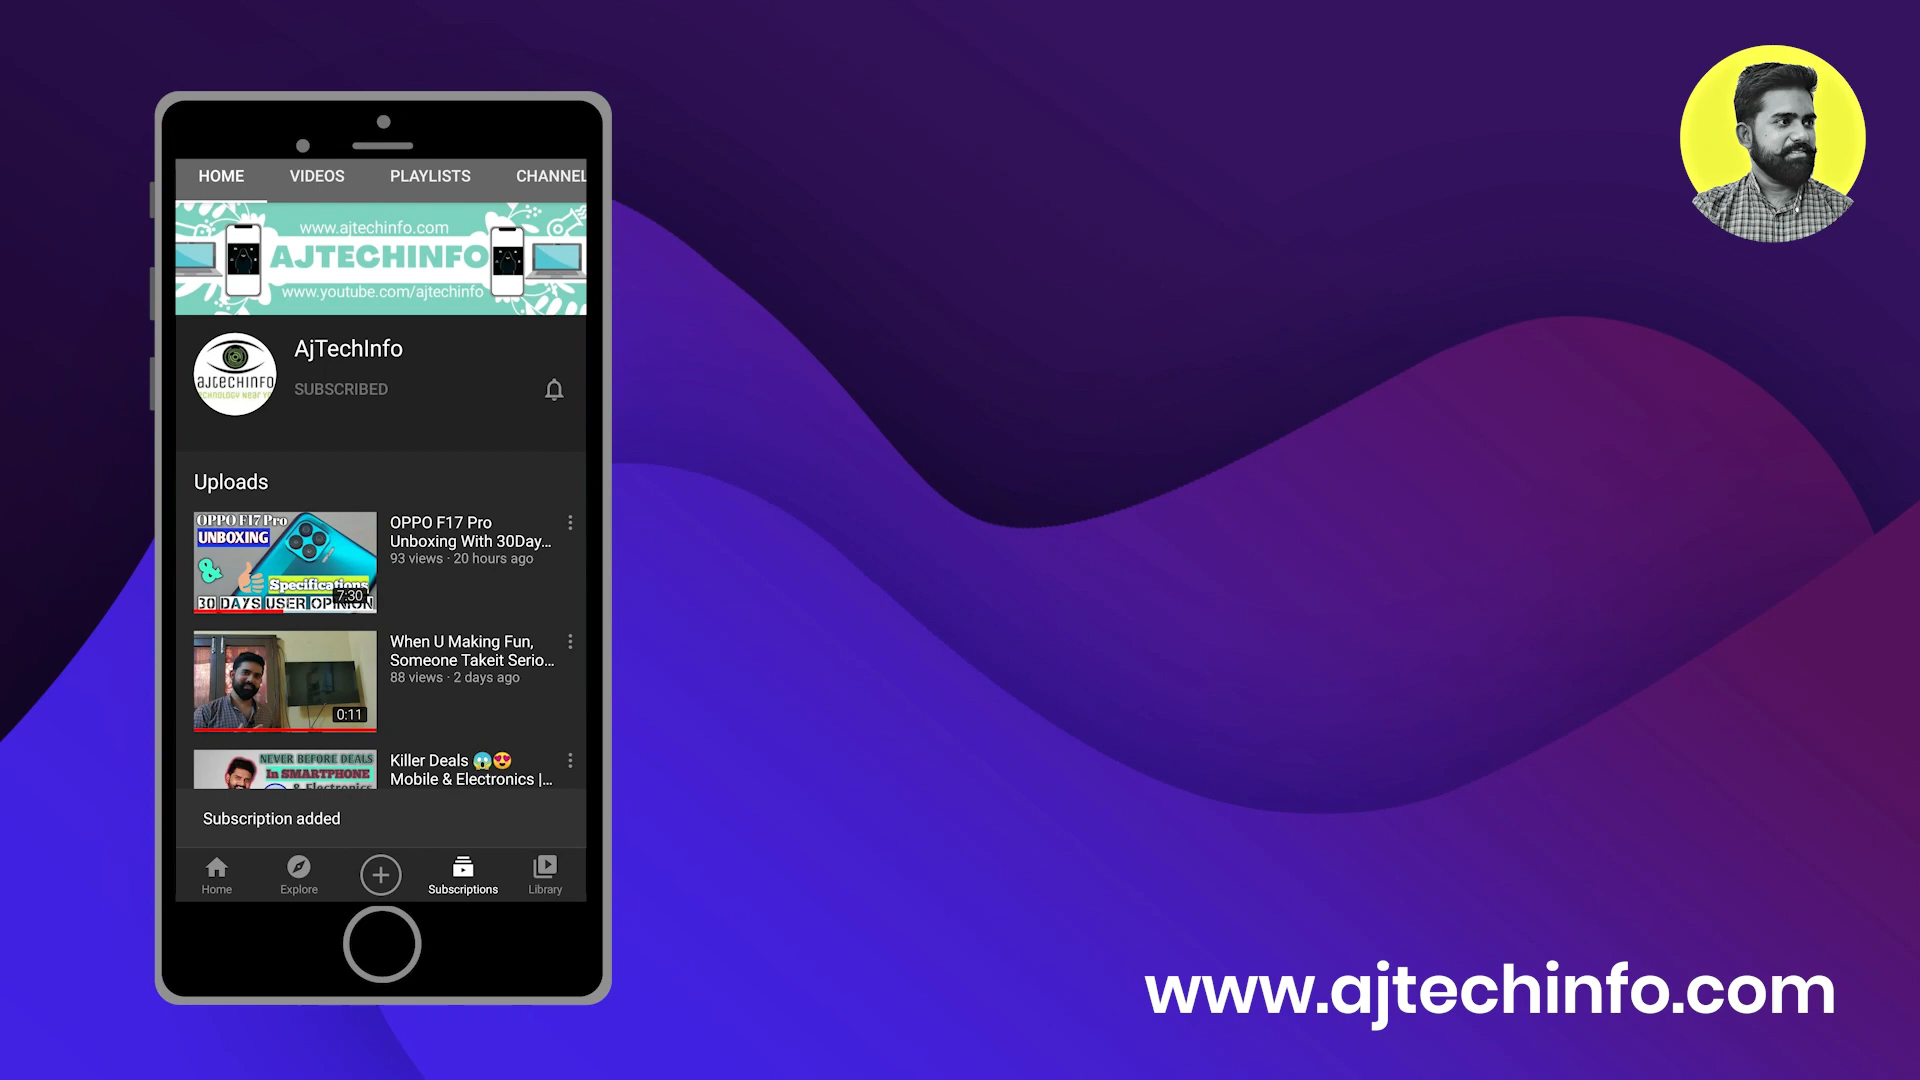 HOME VIDEOS PLAYLISTS CHANNEL
www.ajtechinfo.com
AJTECHINFO
www.youtube.com/ajtechinfo
AjTechInfo
ajtechinfo
SUBSCRIBED
Uploads
OPPO F17 Pro
UNBOXING
&
Specifications
7:30
30 DAYS USER OPINION
OPPO F17 Pro
Unboxing With 30Day...
93 views · 20 hours ago
0:11
When U Making Fun,
Someone Takeit Serio...
88 views · 2 days ago
NEVER BEFORE DEALS
In SMARTPHONE
& Electronics
Killer Deals 😱😍
Mobile & Electronics |...
Subscription added
Home Explore Subscriptions Library
www.ajtechinfo.com